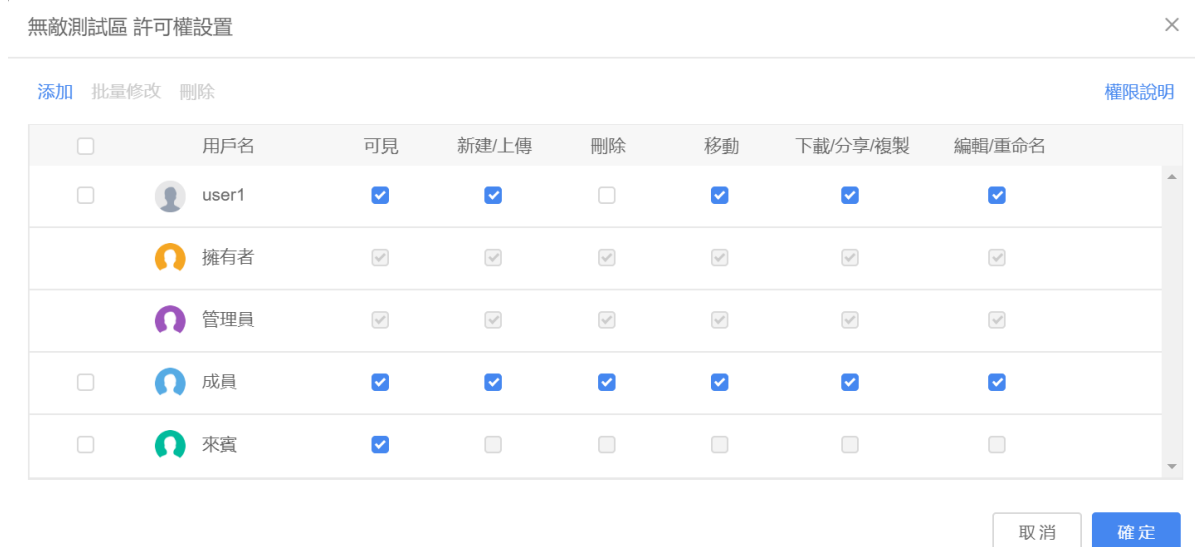 無敵測試區 許可權設置
添加 批量修改 刪除 權限說明
用戶名 可見 新建/上傳 刪除 移動 下載/分享/複製 編輯/重命名
user1
擁有者
管理員
成員
來賓
取消 確定